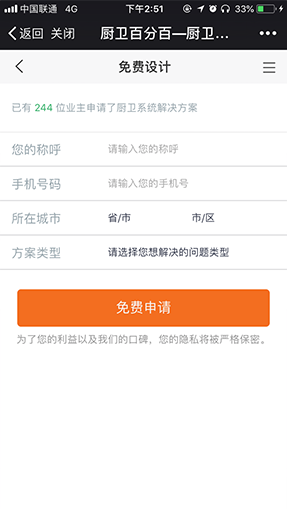 中国联通 4G 下午2:51 33%
返回 关闭 厨卫百分百—厨卫... •••
免费设计
已有 244 位业主申请了厨卫系统解决方案
您的称呼 请输入您的称呼
手机号码 请输入您的手机号
所在城市 省/市 市/区
方案类型 请选择您想解决的问题类型
免费申请
为了您的利益以及我们的口碑，您的隐私将被严格保密。